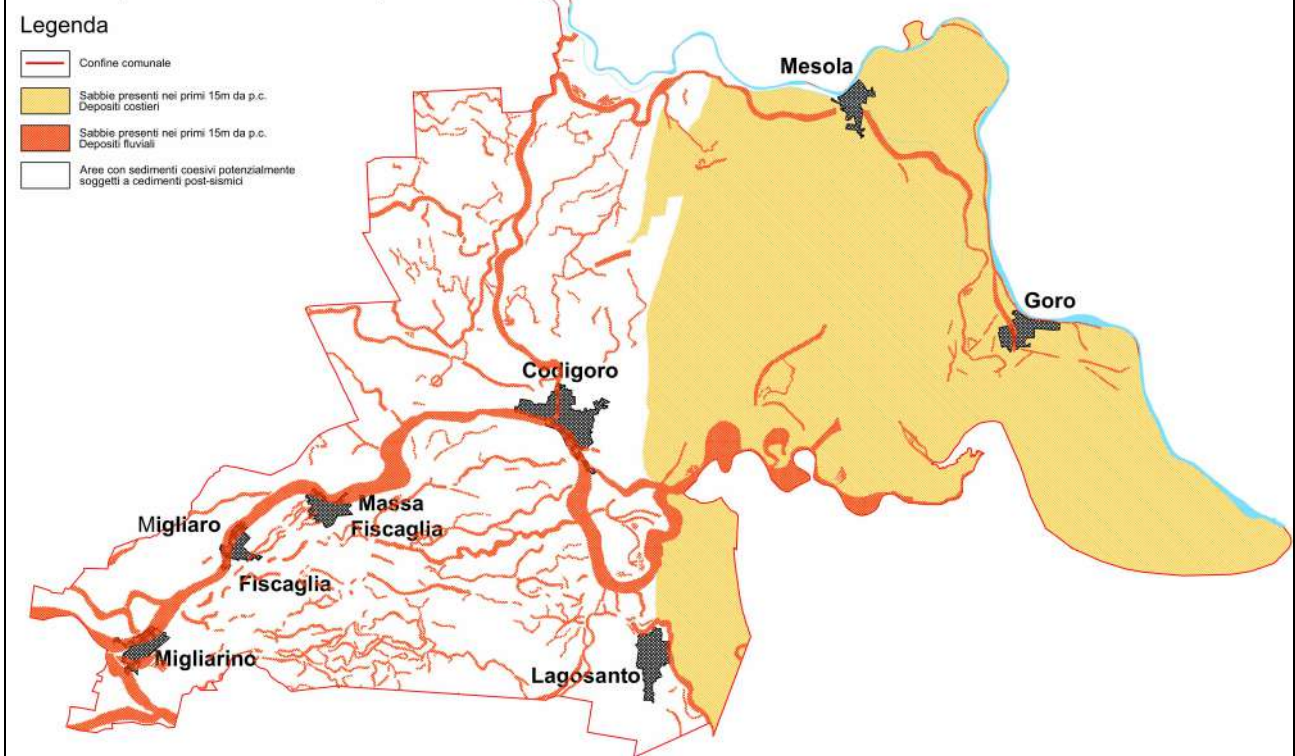 Legenda
Confine comunale
Sabbie presenti nei primi 15m da p.c.
Depositi costieri
Sabbie presenti nei primi 15m da p.c.
Depositi fluviali
Aree con sedimenti coesivi potenzialmente
soggetti a cedimenti post-sismici
Mesola
Goro
Codigoro
Massa
Fiscaglia
Migliaro
Fiscaglia
Migliarino
Lagosanto